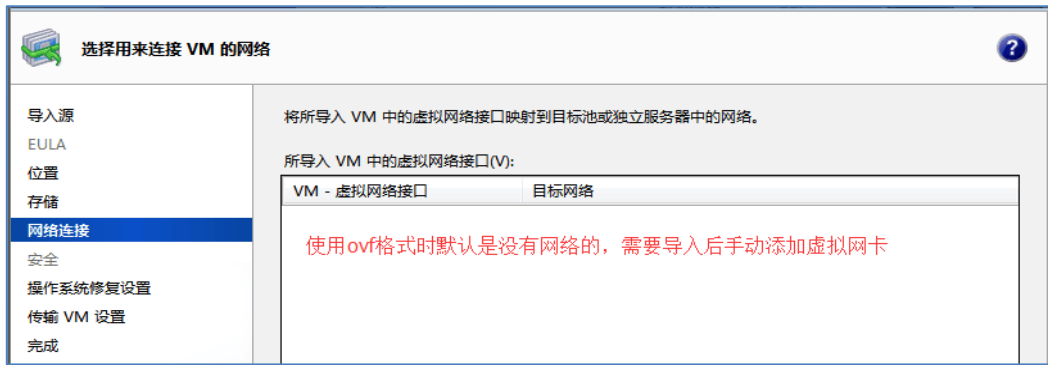 选择用来连接 VM 的网络
?
导入源
EULA
位置
存储
网络连接
安全
操作系统修复设置
传输 VM 设置
完成
将所导入 VM 中的虚拟网络接口映射到目标池或独立服务器中的网络。
所导入 VM 中的虚拟网络接口(V):
VM - 虚拟网络接口 目标网络
使用ovf格式时默认是没有网络的，需要导入后手动添加虚拟网卡